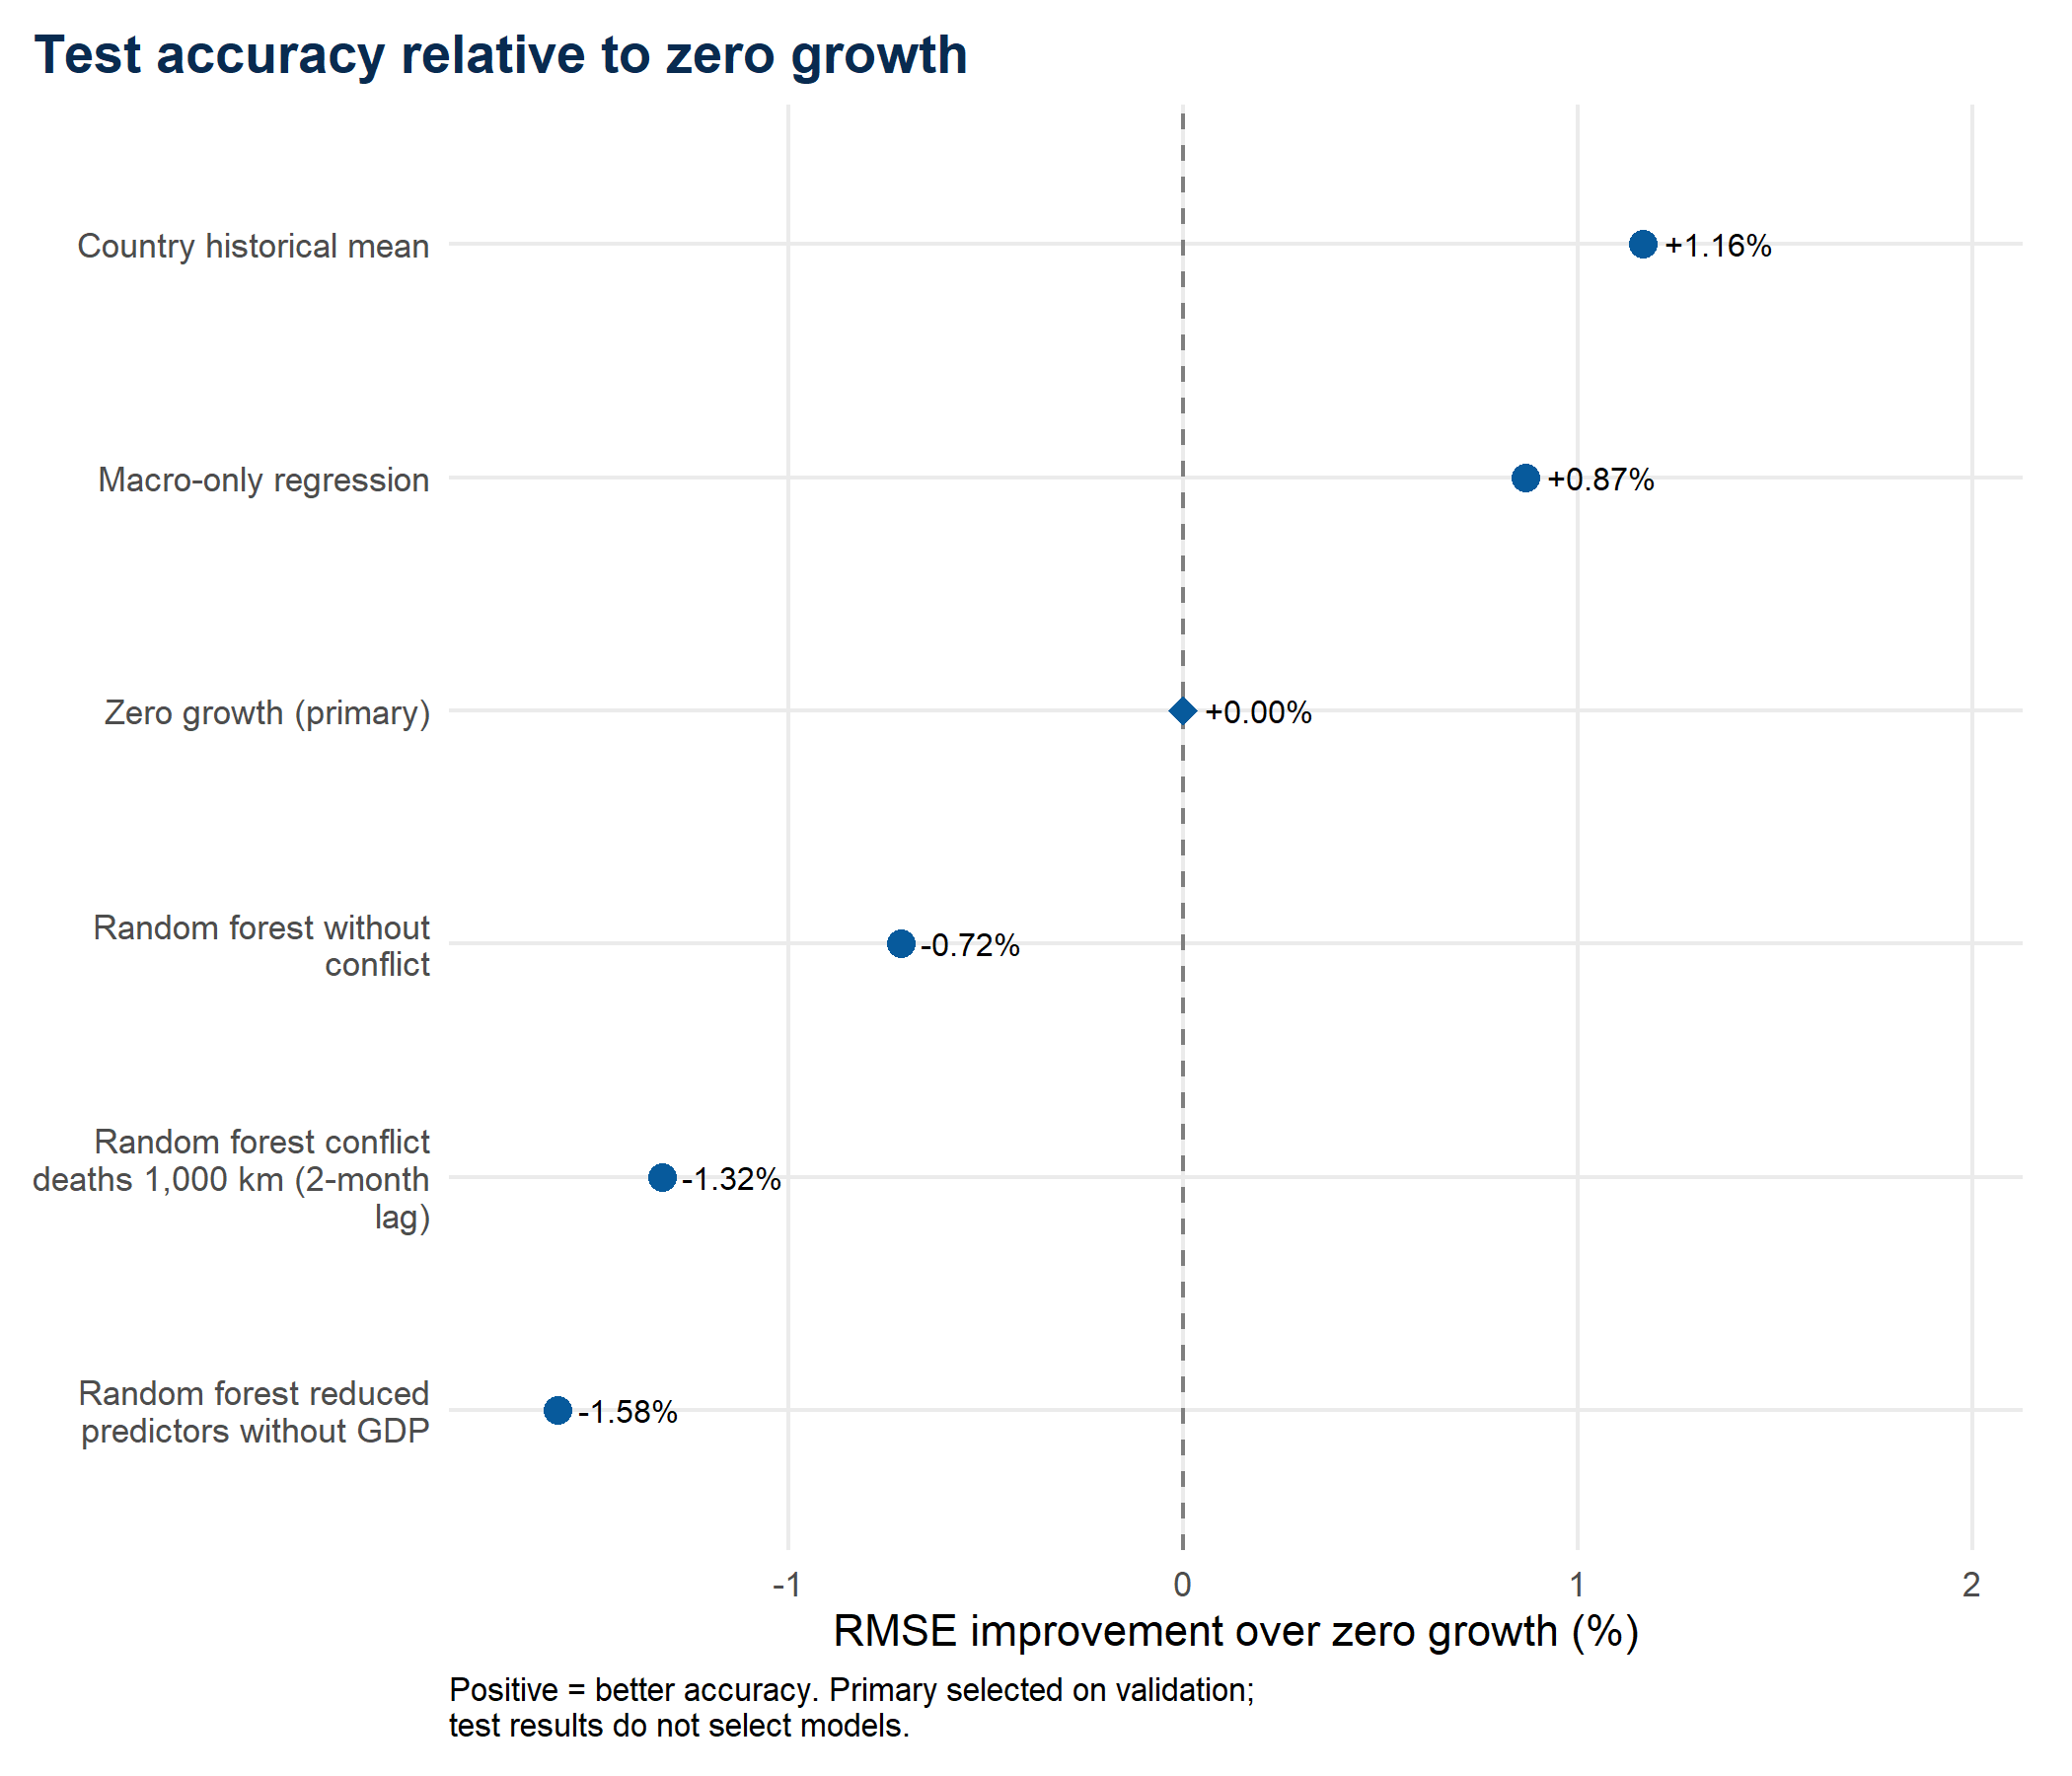 Test accuracy relative to zero growth
Country historical mean
+1.16%
Macro-only regression
+0.87%
Zero growth (primary)
+0.00%
Random forest without
conflict
-0.72%
Random forest conflict
deaths 1,000 km (2-month
lag)
-1.32%
Random forest reduced
predictors without GDP
-1.58%
-1 0 1 2
RMSE improvement over zero growth (%)
Positive = better accuracy. Primary selected on validation;
test results do not select models.